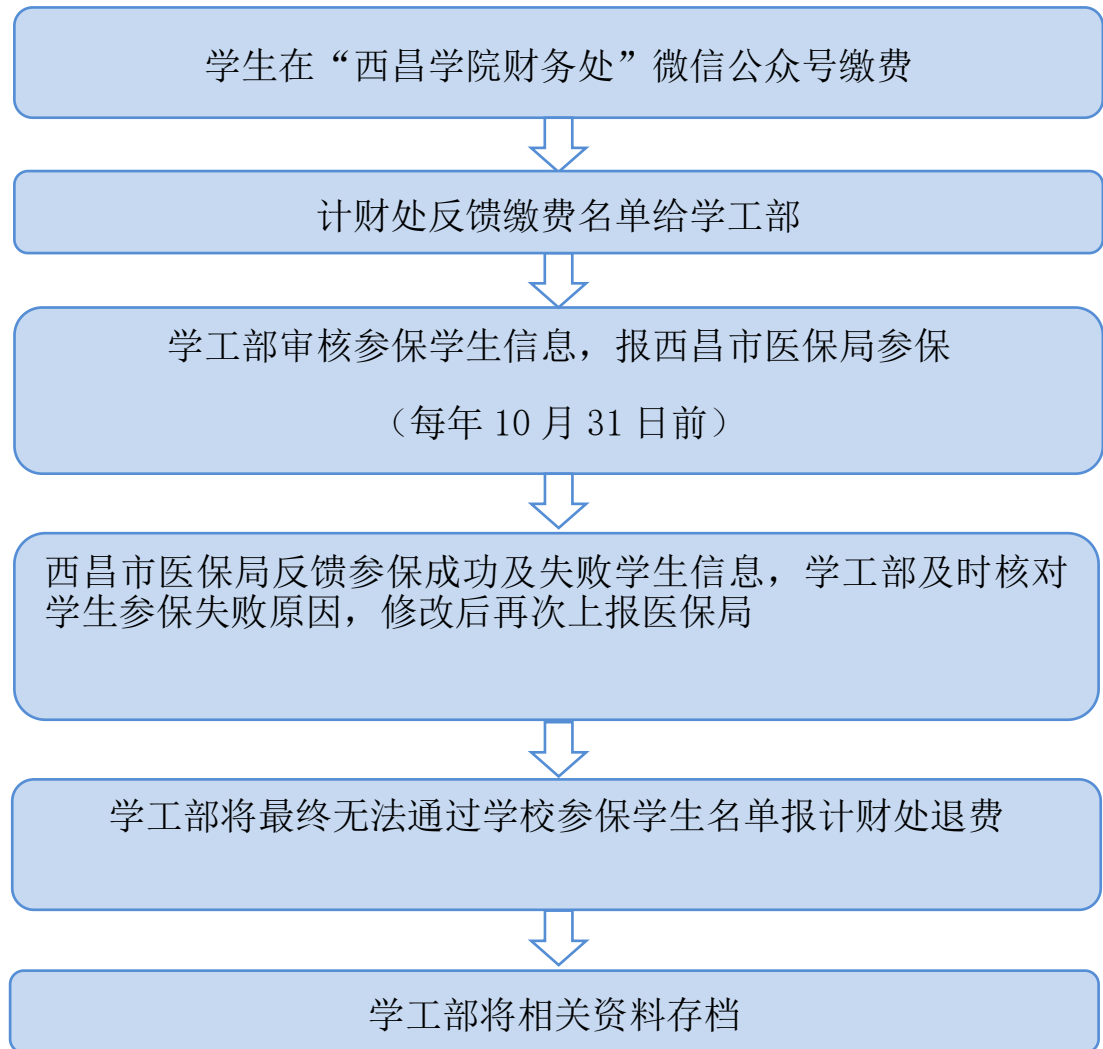 学生在“西昌学院财务处”微信公众号缴费
计财处反馈缴费名单给学工部
学工部审核参保学生信息，报西昌市医保局参保
（每年 10 月 31 日前）
西昌市医保局反馈参保成功及失败学生信息，学工部及时核对
学生参保失败原因，修改后再次上报医保局
学工部将最终无法通过学校参保学生名单报计财处退费
学工部将相关资料存档